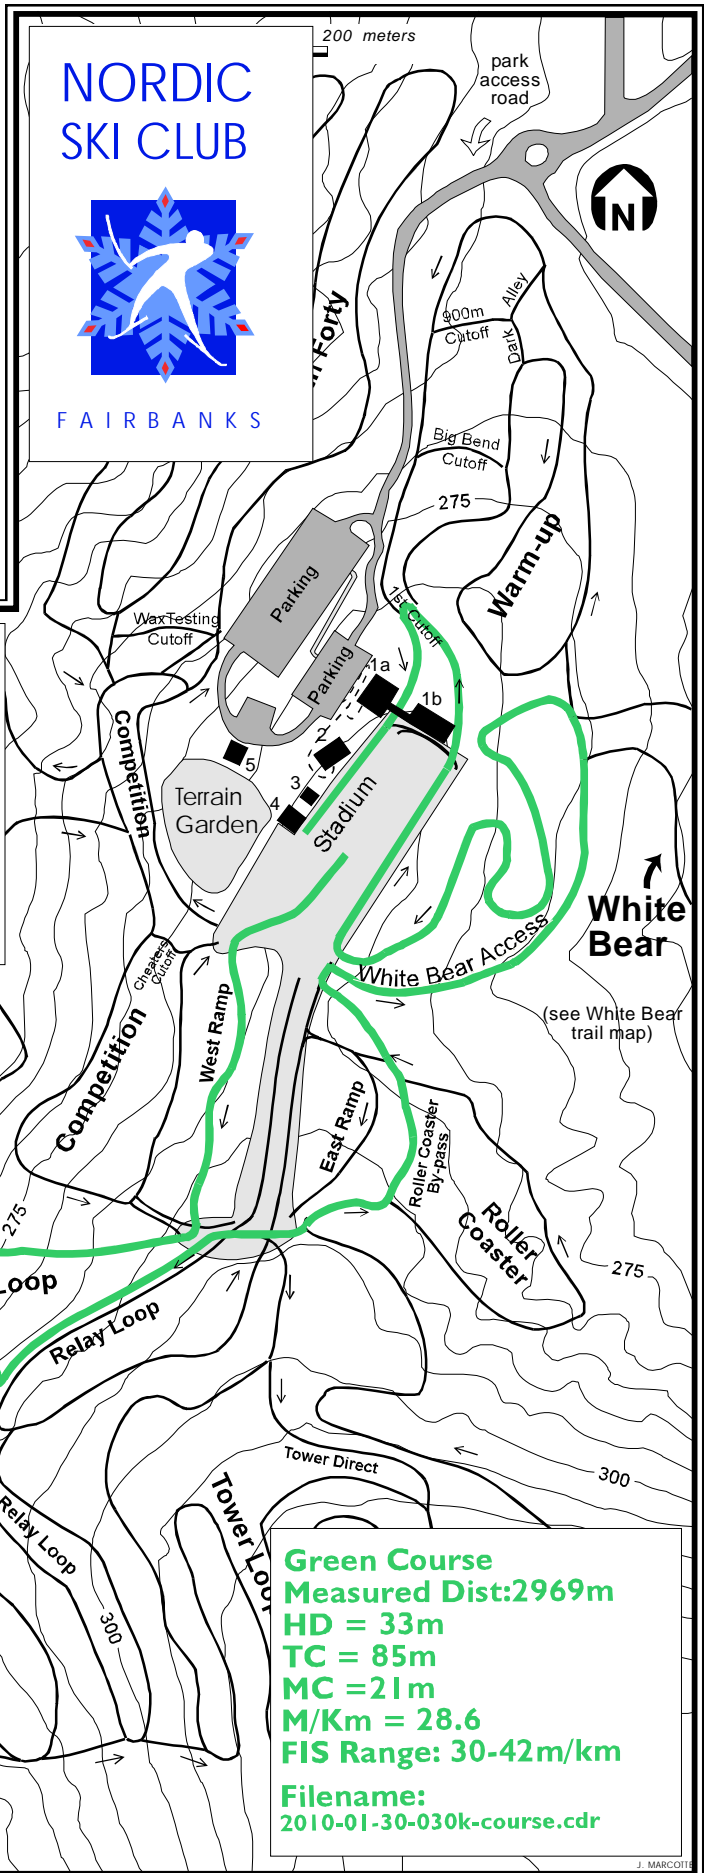 NORDIC
SKI CLUB
FAIRBANKS
200 meters
park
access
road
N
Forty
900m
Cutoff
Dark Alley
Big Bend
Cutoff
275
Warm-up
Parking
Parking
1st Cutoff
WaxTesting
Cutoff
1a
1b
2
3
4
5
Competition
Terrain
Garden
Stadium
White
Bear
White Bear Access
(see White Bear
trail map)
Cheaters
Cutoff
Competition
West Ramp
East Ramp
Roller Coaster
By-pass
Roller
Coaster
275
275
Loop
Relay Loop
Tower Direct
300
Relay Loop
300
Tower Loop
Green Course
Measured Dist:2969m
HD = 33m
TC = 85m
MC =21m
M/Km = 28.6
FIS Range: 30-42m/km
Filename:
2010-01-30-030k-course.cdr
J. MARCOTTE